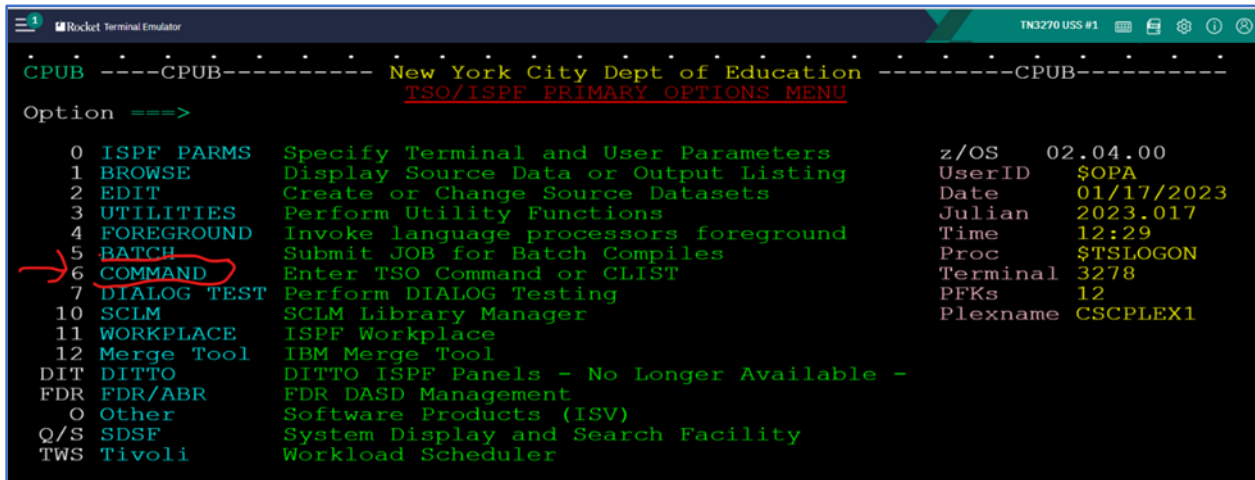 1 Rocket Terminal Emulator TN3270 USS #1
CPUB ----CPUB---------- New York City Dept of Education ---------CPUB----------
TSO/ISPF PRIMARY OPTIONS MENU
Option ===>
0 ISPF PARMS Specify Terminal and User Parameters z/OS 02.04.00
1 BROWSE Display Source Data or Output Listing UserID $OPA
2 EDIT Create or Change Source Datasets Date 01/17/2023
3 UTILITIES Perform Utility Functions Julian 2023.017
4 FOREGROUND Invoke language processors foreground Time 12:29
5 BATCH Submit JOB for Batch Compiles Proc $TSLOGON
6 COMMAND Enter TSO Command or CLIST Terminal 3278
7 DIALOG TEST Perform DIALOG Testing PFKs 12
10 SCLM SCLM Library Manager Plexname CSCPLEX1
11 WORKPLACE ISPF Workplace
12 Merge Tool IBM Merge Tool
DIT DITTO DITTO ISPF Panels - No Longer Available -
FDR FDR/ABR FDR DASD Management
O Other Software Products (ISV)
Q/S SDSF System Display and Search Facility
TWS Tivoli Workload Scheduler